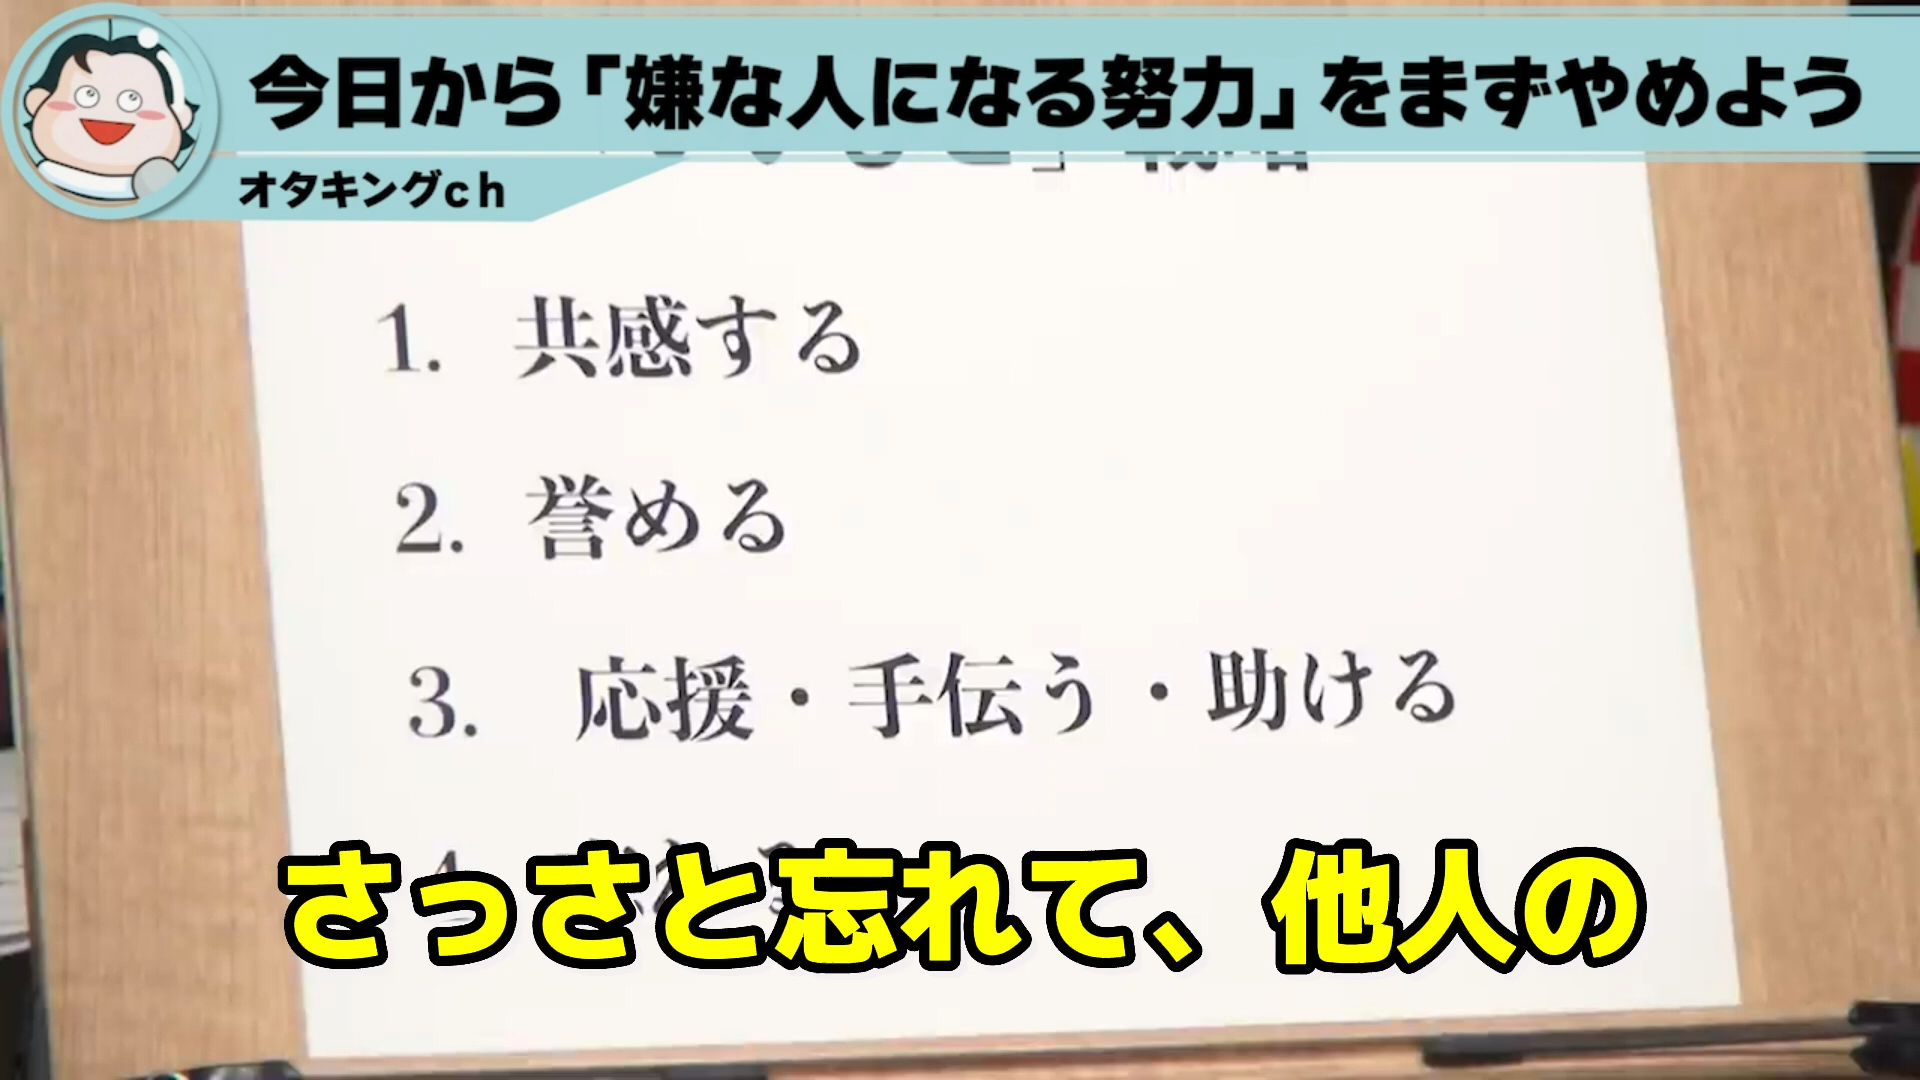 今日から「嫌な人になる努力」をまずやめよう
オタキングch
1. 共感する
2. 誉める
3. 応援・手伝う・助ける
さっさと忘れて、他人の